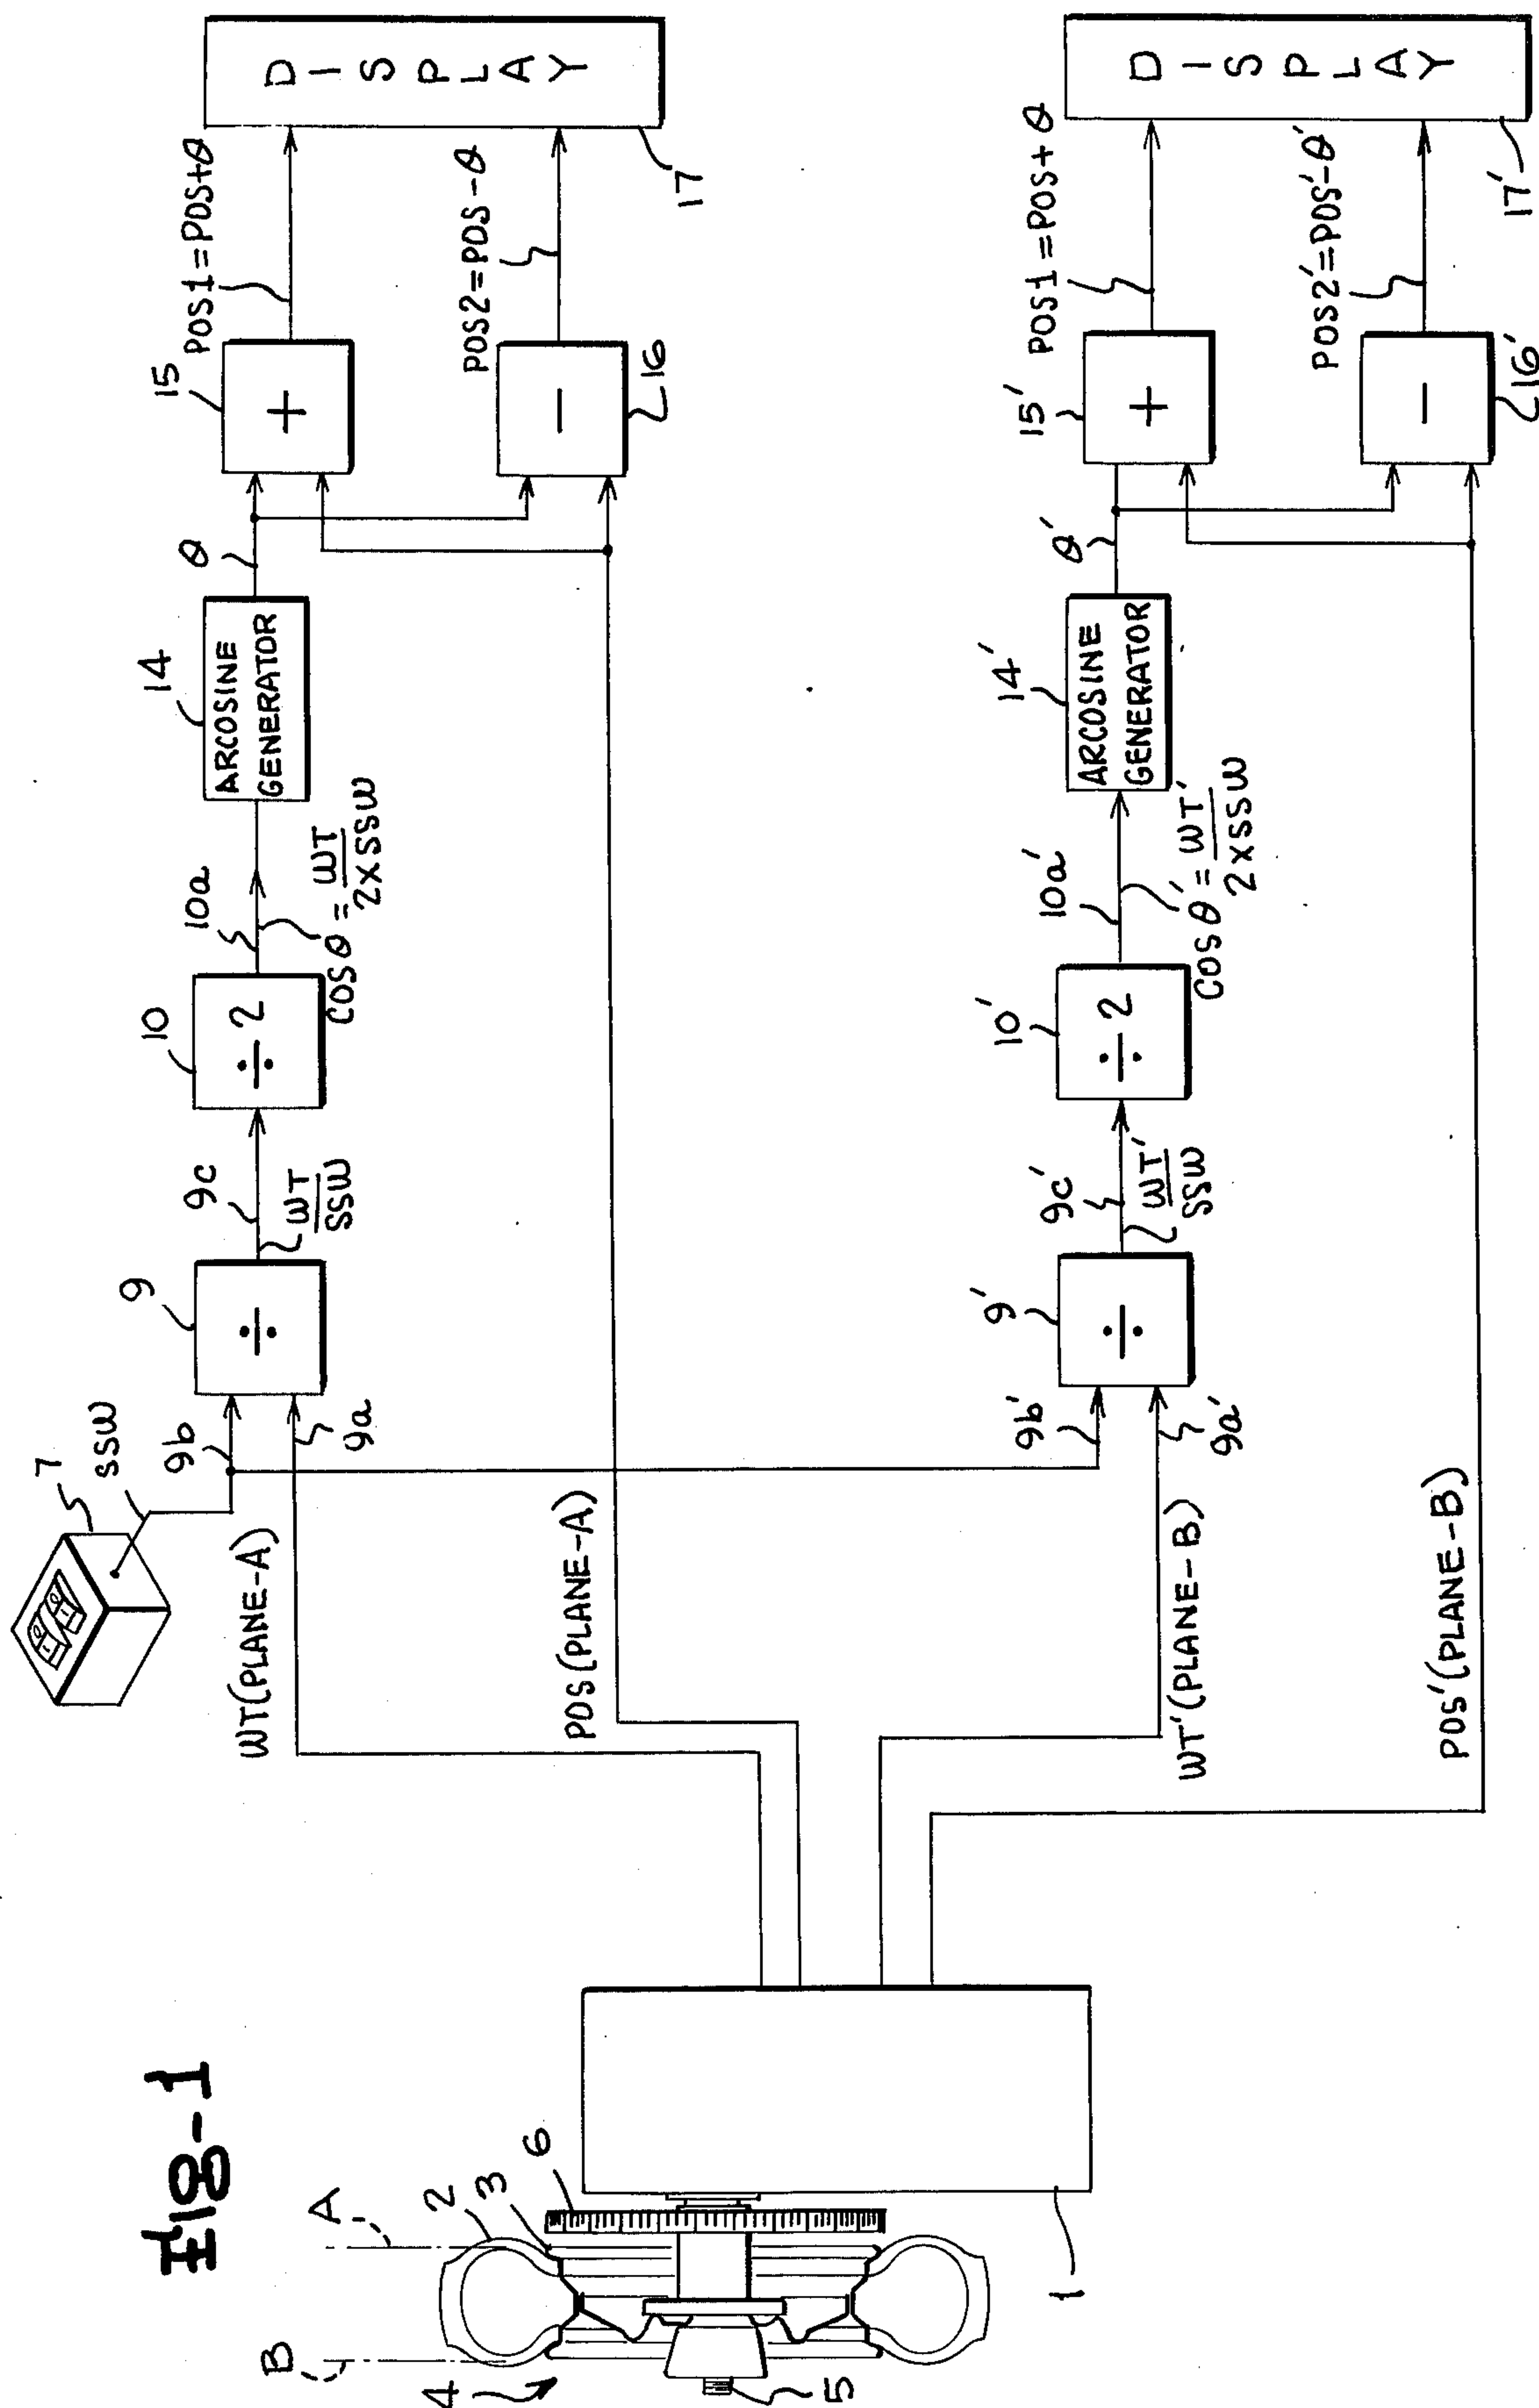 Fig-1
7
SSW
9b
9a
9
9c
WT
SSW
÷
10
÷ 2
10a
COS θ = WT
2xSSW
14
ARCOSINE
GENERATOR
θ
15
+
POS1=POS+θ
16
−
POS2=POS-θ
DISPLAY
17
WT(PLANE-A)
POS(PLANE-A)
WT'(PLANE-B)
POS'(PLANE-B)
9b'
9a'
9'
÷
9c'
WT'
SSW
10'
÷ 2
10a'
COS θ' = WT'
2xSSW
14'
ARCOSINE
GENERATOR
θ'
15'
+
POS1=POS+θ
16'
−
POS2'=POS'-θ'
DISPLAY
17'
A
B
2
3
6
4
5
1